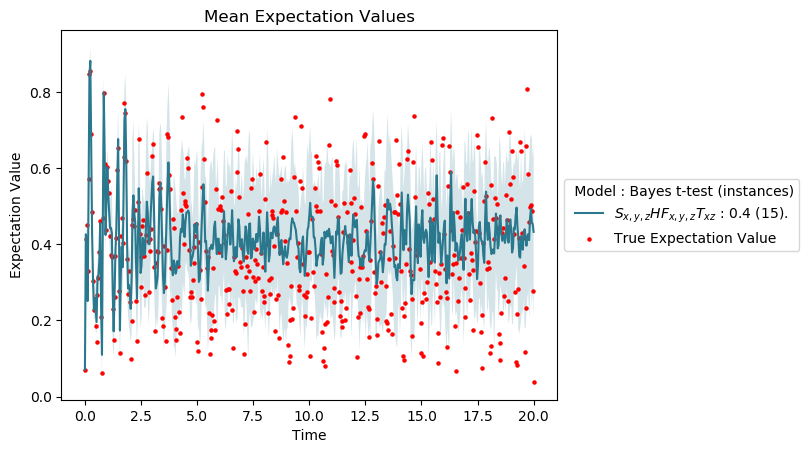 Mean Expectation Values
Expectation Value
0.8
0.6
0.4
0.2
0.0
0.0 2.5 5.0 7.5 10.0 12.5 15.0 17.5 20.0
Time
Model : Bayes t-test (instances)
$S_{x,y,z}HF_{x,y,z}T_{xz}$ : 0.4 (15).
True Expectation Value